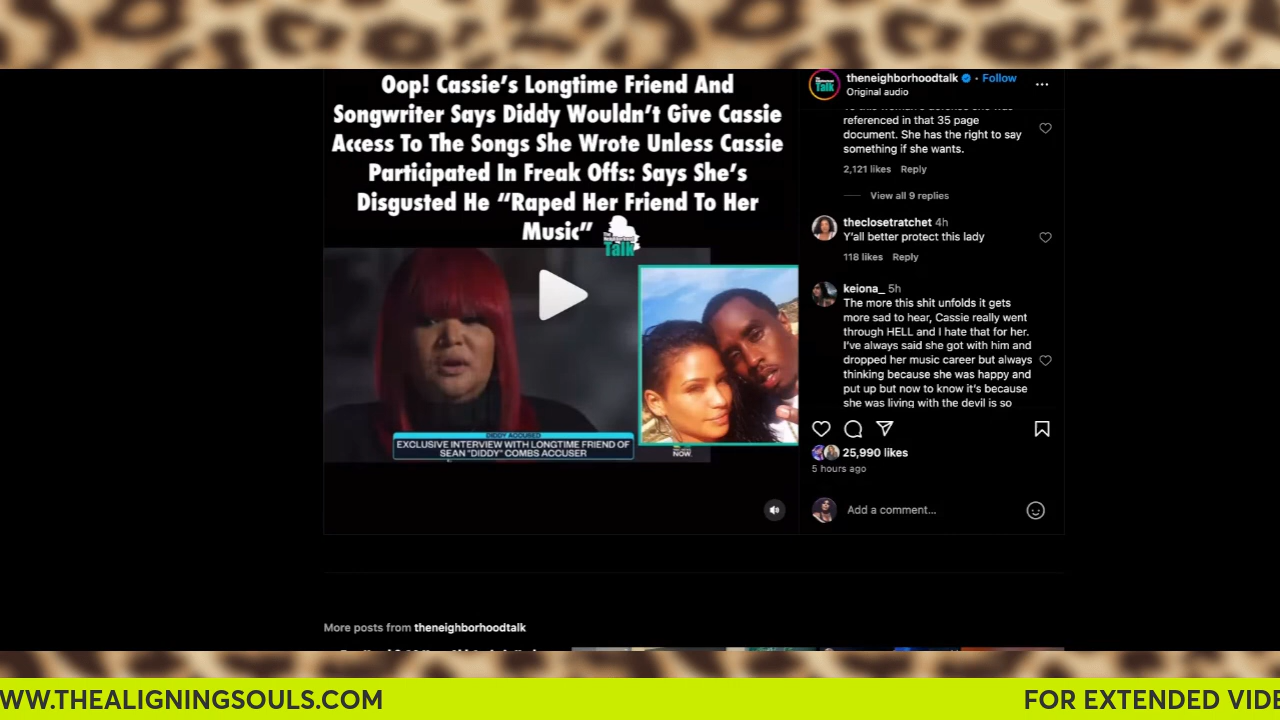 Oop! Cassie's Longtime Friend And
Songwriter Says Diddy Wouldn't Give Cassie
Access To The Songs She Wrote Unless Cassie
Participated In Freak Offs: Says She's
Disgusted He “Raped Her Friend To Her
Music”
Talk
DIDDY ACCUSED
EXCLUSIVE INTERVIEW WITH LONGTIME FRIEND OF
SEAN "DIDDY" COMBS ACCUSER
NOW.
theneighborhoodtalk • Follow
Original audio
referenced in that 35 page
document. She has the right to say
something if she wants.
2,121 likes Reply
View all 9 replies
theclosetratchet 4h
Y'all better protect this lady
118 likes Reply
keiona_ 5h
The more this shit unfolds it gets
more sad to hear, Cassie really went
through HELL and I hate that for her.
I've always said she got with him and
dropped her music career but always
thinking because she was happy and
put up but now to know it's because
she was living with the devil is so
25,990 likes
5 hours ago
Add a comment...
More posts from theneighborhoodtalk
WW.THEALIGNINGSOULS.COM
FOR EXTENDED VIDE